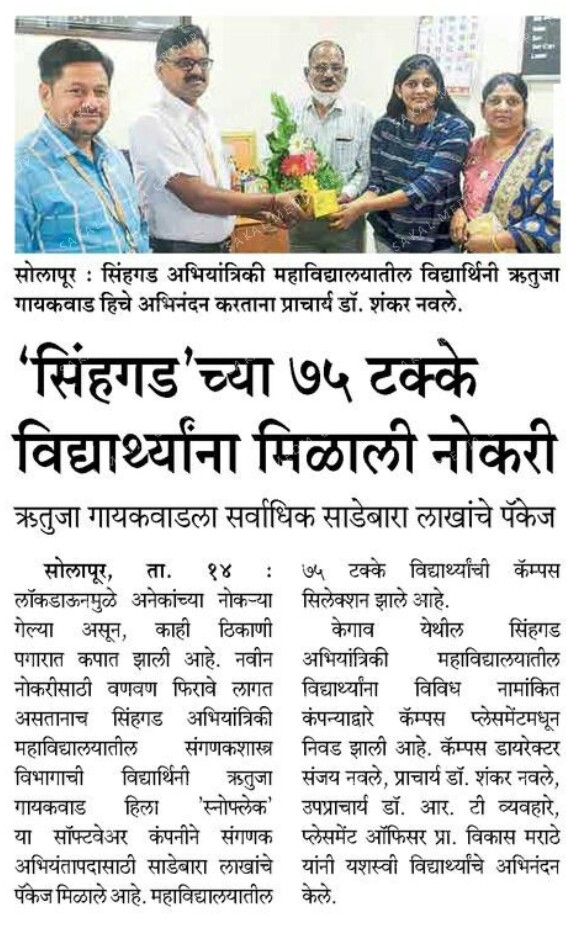 सोलापूर : सिंहगड अभियांत्रिकी महाविद्यालयातील विद्यार्थिनी ऋतुजा
गायकवाड हिचे अभिनंदन करताना प्राचार्य डॉ. शंकर नवले.
‘सिंहगड’च्या ७५ टक्के
विद्यार्थ्यांना मिळाली नोकरी
ऋतुजा गायकवाडला सर्वाधिक साडेबारा लाखांचे पॅकेज
सोलापूर, ता. १४ :
लॉकडाऊनमुळे अनेकांच्या नोकऱ्या
गेल्या असून, काही ठिकाणी
पगारात कपात झाली आहे. नवीन
नोकरीसाठी वणवण फिरावे लागत
असतानाच सिंहगड अभियांत्रिकी
महाविद्यालयातील संगणकशास्त्र
विभागाची विद्यार्थिनी ऋतुजा
गायकवाड हिला 'स्नोफ्लेक'
या सॉफ्टवेअर कंपनीने संगणक
अभियंतापदासाठी साडेबारा लाखांचे
पॅकेज मिळाले आहे. महाविद्यालयातील
७५ टक्के विद्यार्थ्यांची कॅम्पस
सिलेक्शन झाले आहे.
केगाव येथील सिंहगड
अभियांत्रिकी महाविद्यालयातील
विद्यार्थ्यांना विविध नामांकित
कंपन्याद्वारे कॅम्पस प्लेसमेंटमधून
निवड झाली आहे. कॅम्पस डायरेक्टर
संजय नवले, प्राचार्य डॉ. शंकर नवले,
उपप्राचार्य डॉ. आर. टी व्यवहारे,
प्लेसमेंट ऑफिसर प्रा. विकास मराठे
यांनी यशस्वी विद्यार्थ्यांचे अभिनंदन
केले.